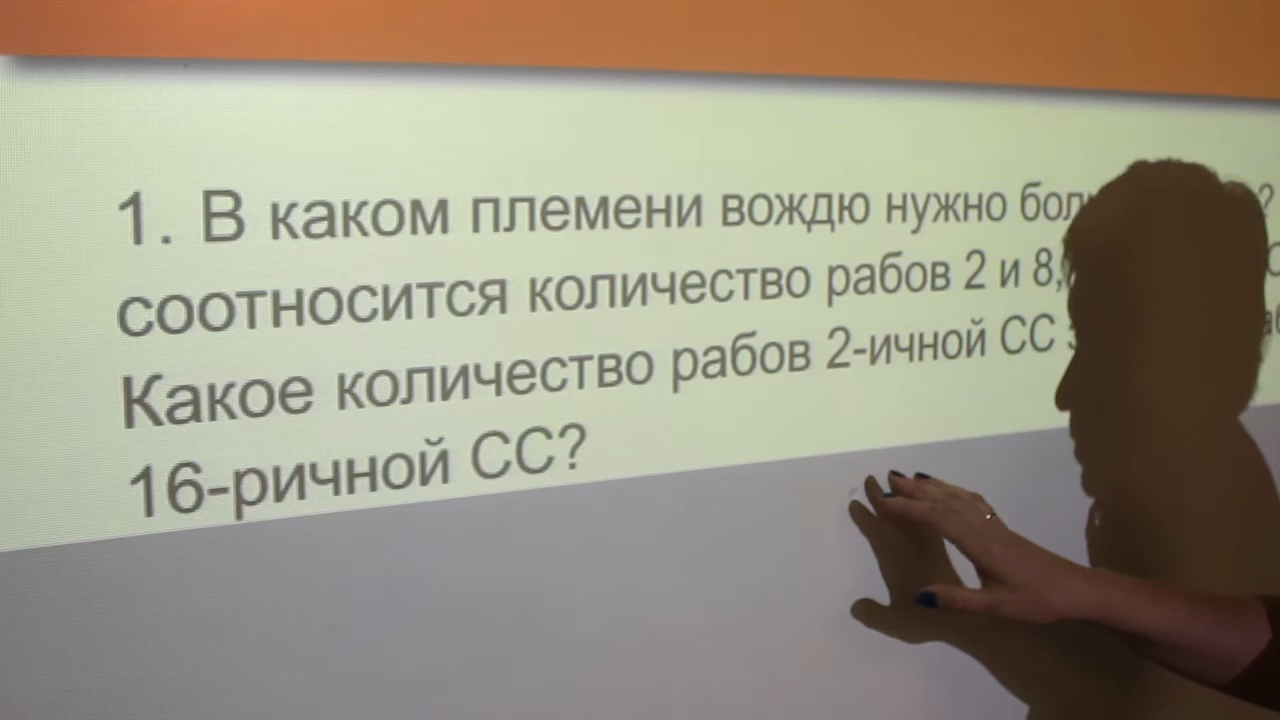 1. В каком племени вождю нужно
соотносится количество рабов 2 и 8,
Какое количество рабов 2-ичной СС
16-ричной СС?